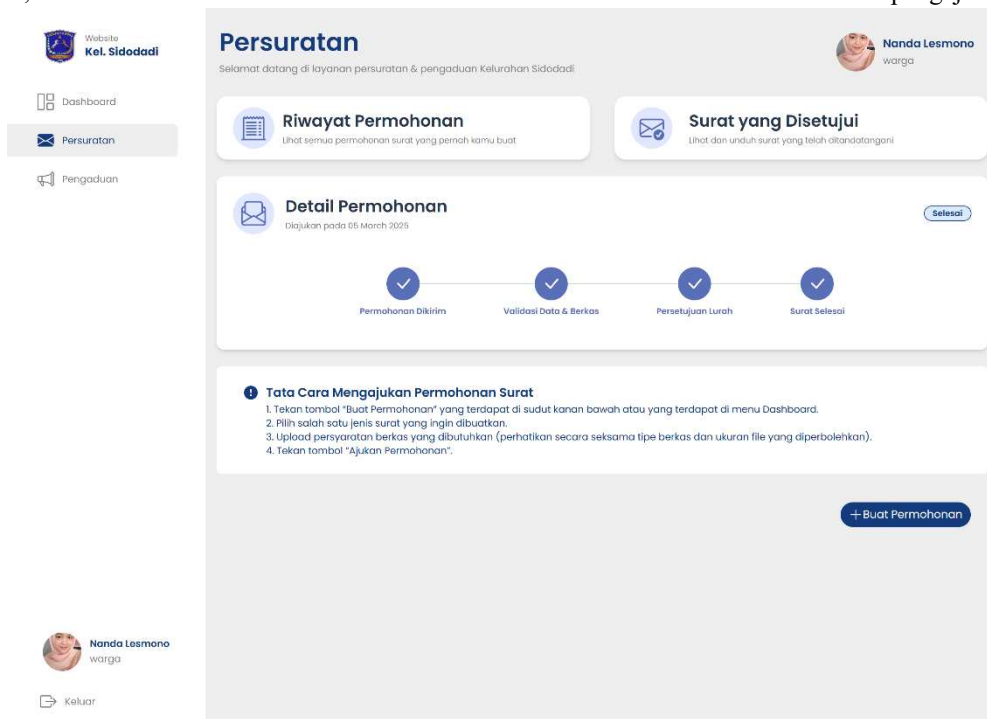 Website
Kel. Sidodadi
Dashboard
Persuratan
Pengaduan
Persuratan
Selamat datang di layanan persuratan & pengaduan Kelurahan Sidodadi
Nanda Lesmono
warga
Riwayat Permohonan
Lihat semua permohonan surat yang pernah kamu buat
Surat yang Disetujui
Lihat dan unduh surat yang telah ditandatangani
Detail Permohonan
Diajukan pada 05 March 2025
Selesai
Permohonan Dikirim
Validasi Data & Berkas
Persetujuan Lurah
Surat Selesai
Tata Cara Mengajukan Permohonan Surat
1. Tekan tombol "Buat Permohonan" yang terdapat di sudut kanan bawah atau yang terdapat di menu Dashboard.
2. Pilih salah satu jenis surat yang ingin dibuatkan.
3. Upload persyaratan berkas yang dibutuhkan (perhatikan secara seksama tipe berkas dan ukuran file yang diperbolehkan).
4. Tekan tombol "Ajukan Permohonan".
+ Buat Permohonan
Nanda Lesmono
warga
Keluar